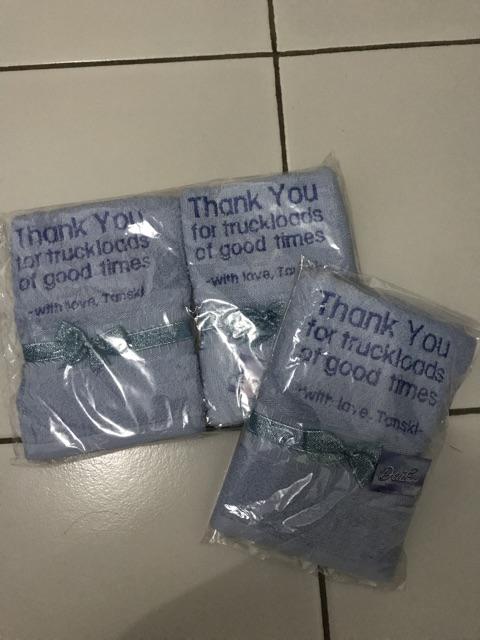 Thank You
for truckloads
of good times
-with love, Tanski-
Thank You
for truckloads
of good times
-with love,
Thank You
for truckloads
of good times
-with love, Tanski-